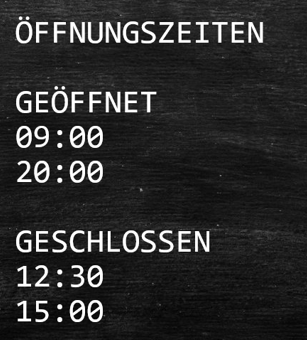 ÖFFNUNGSZEITEN
GEÖFFNET
09:00
20:00
GESCHLOSSEN
12:30
15:00